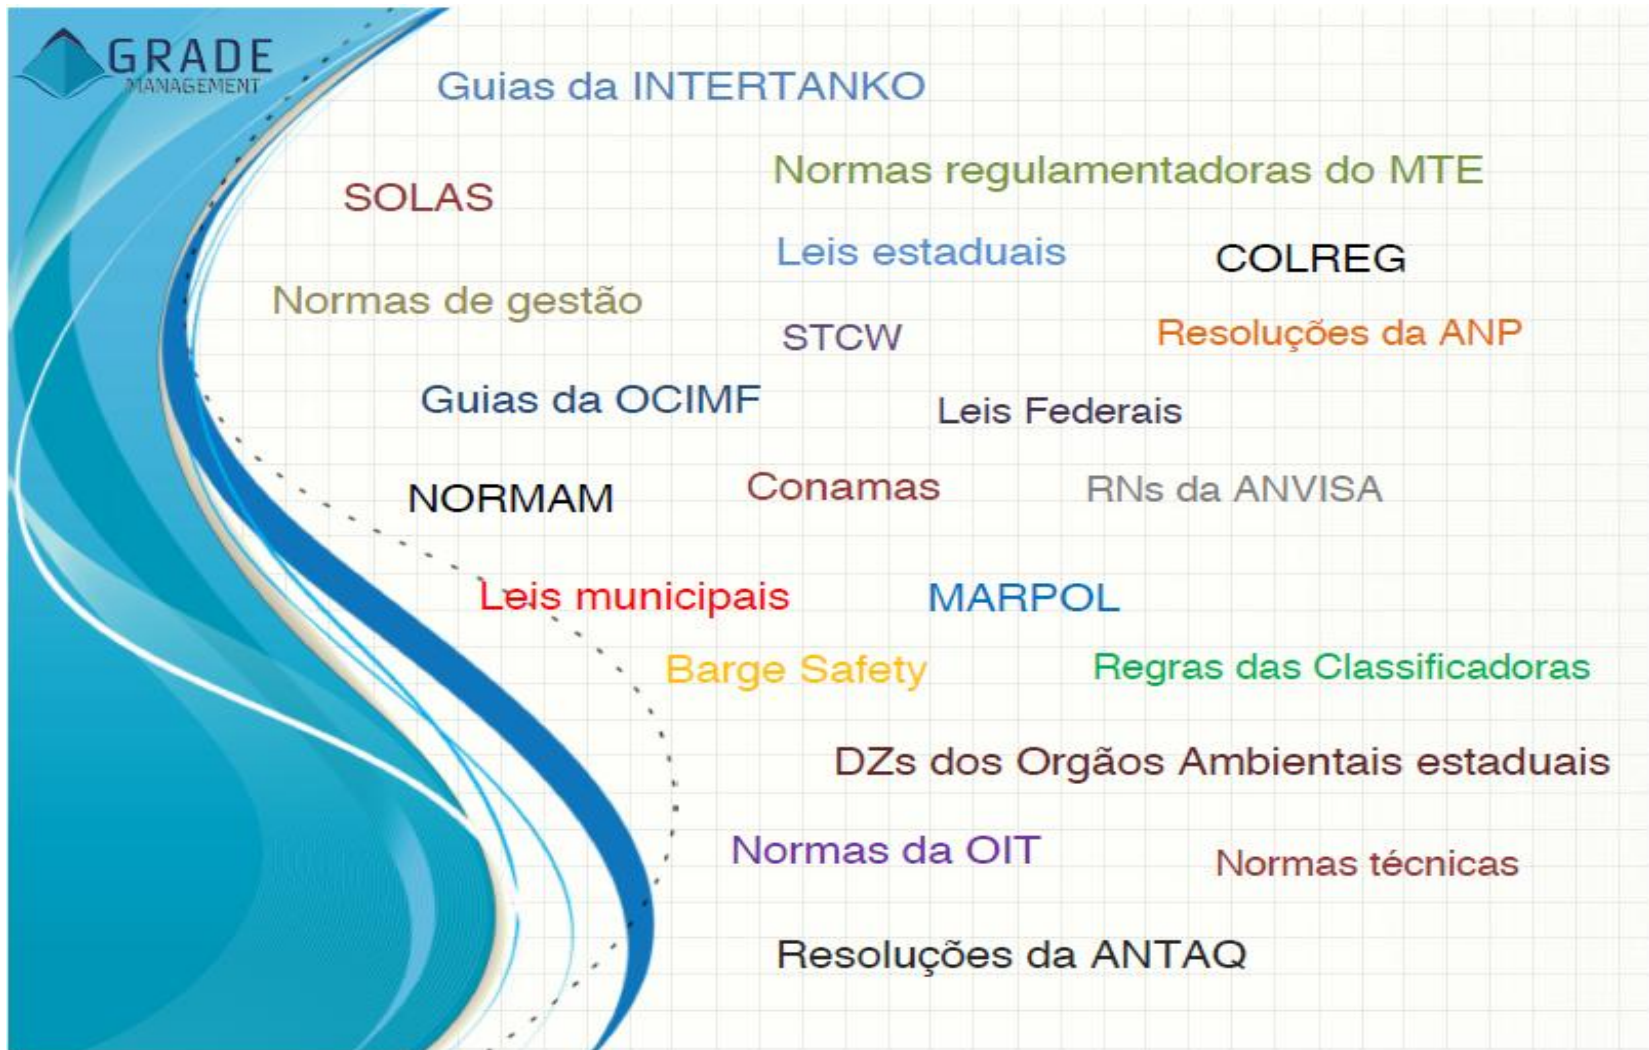 GRADE
MANAGEMENT
Guias da INTERTANKO
Normas regulamentadoras do MTE
SOLAS
Leis estaduais
COLREG
Normas de gestão
STCW
Resoluções da ANP
Guias da OCIMF
Leis Federais
NORMAM
Conamas
RNs da ANVISA
Leis municipais
MARPOL
Barge Safety
Regras das Classificadoras
DZs dos Orgãos Ambientais estaduais
Normas da OIT
Normas técnicas
Resoluções da ANTAQ